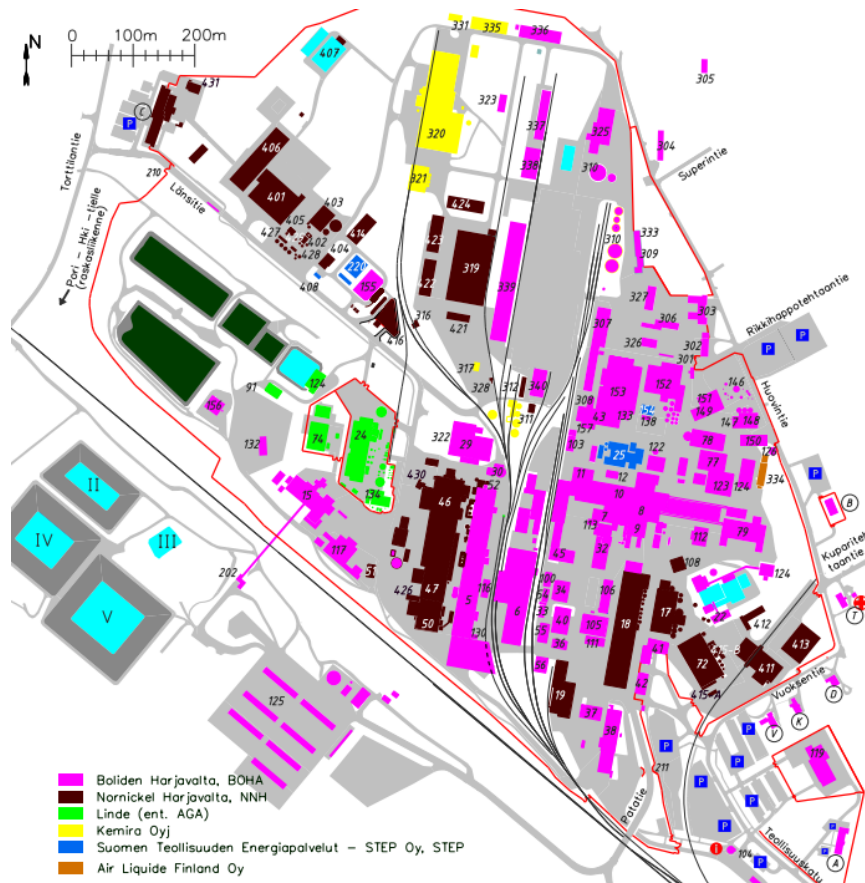 N
0 100m 200m
331
335
336
407
305
431
C
P
320
323
337
325
304
406
338
310
Superintie
Torttilantie
210
Länsitie
401
403
321
424
405
402
427
428
404
414
423
319
339
310
333
309
Pori - Hki -tielle
(raskasliikenne)
408
220
155
422
327
303
416
316
421
307
306
326
302
301
Rikkihappotehtaantie
P
P
317
328
312
340
311
308
153
152
43
133
154
138
151
149
146
147
148
Huovintie
91
124
156
132
74
24
322
29
157
103
25
122
78
150
120
30
11
12
77
123
124
334
P
B
134
430
52
10
15
46
7
8
9
113
112
79
Kuparitehtaantie
II
IV
III
V
117
202
51
426
47
50
5
116
130
6
45
32
100
54
34
33
40
55
36
56
106
105
111
18
17
108
124
27
412
T
413
411
415-B
72
415-A
41
42
Vuoksentie
D
K
V
125
19
37
38
211
P
P
P
P
P
P
P
P
119
Patatie
Teollisuuskatu
i
104
P
P
P
A
Boliden Harjavalta, BOHA
Nornickel Harjavalta, NNH
Linde (ent. AGA)
Kemira Oyj
Suomen Teollisuuden Energiapalvelut - STEP Oy, STEP
Air Liquide Finland Oy